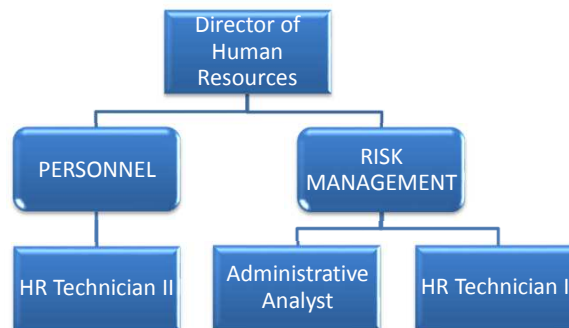 Director of
Human
Resources
PERSONNEL
RISK
MANAGEMENT
HR Technician II
Administrative
Analyst
HR Technician I